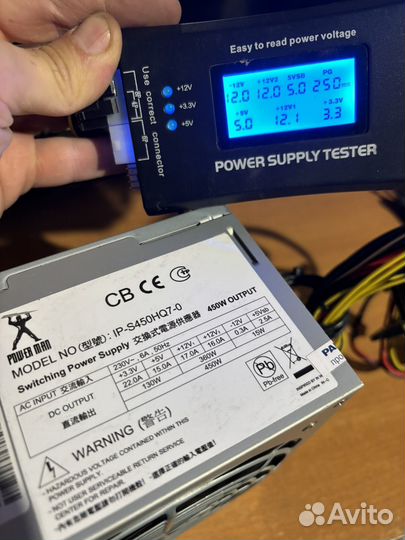 Easy to read power voltage
-12V +12V2 5VSB PG
12.0 12.0 5.0 250ms
+5V +12V1 +3.3V
5.0 12.1 3.3
+12V
+3.3V
+5V
Use correct connector
POWER SUPPLY TESTER
CB CE
POWER MAN
MODEL NO (型號) : IP-S450HQ7-0
Switching Power Supply 交換式電源供應器 450W OUTPUT
AC INPUT 交流輸入 230V~ 6A 50Hz
DC OUTPUT +3.3V +5V +12V₁ +12V₂ -12V +5Vsb
直流輸出 22.0A 15.0A 17.0A 16.0A 0.3A 2.5A
130W 360W 16W
450W
Pb
Pb-free
WARNING (警告)
- HAZARDOUS VOLTAGE CONTAINED WITHIN THIS
POWER SUPPLY.
- NOT USER SERVICEABLE RETURN SERVICE
CENTER FOR REPAIR.
Avito